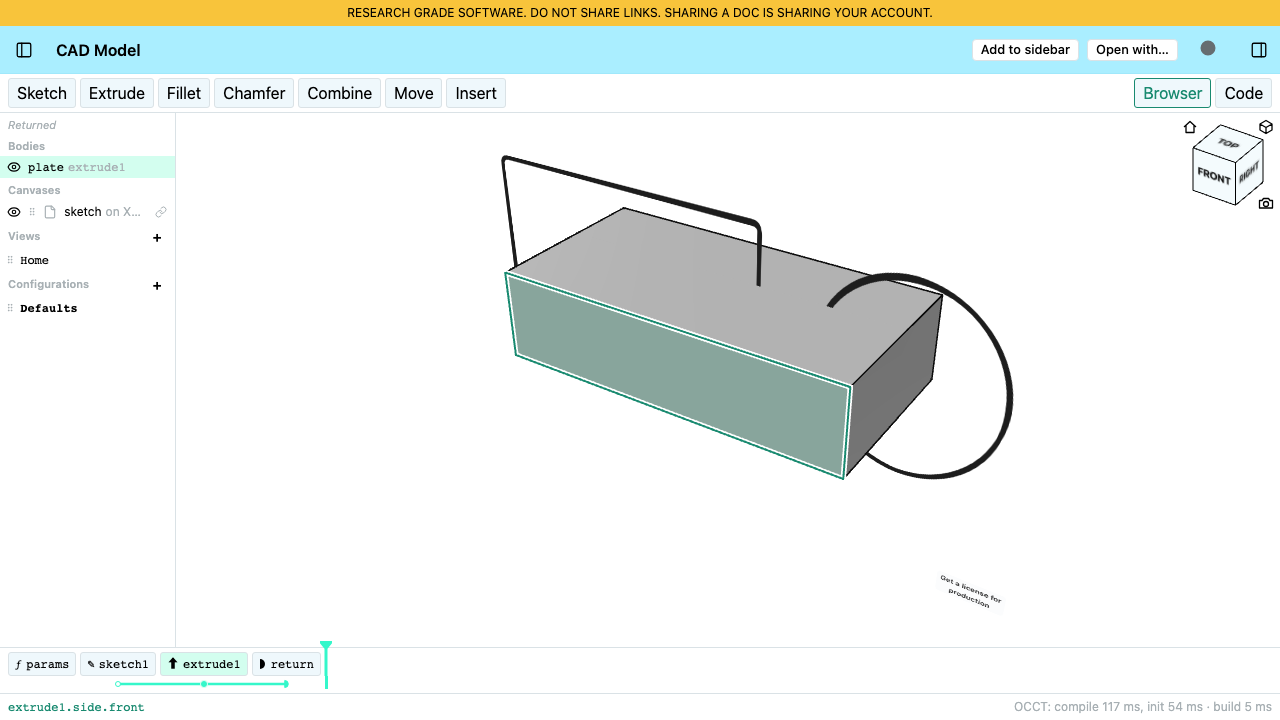 RESEARCH GRADE SOFTWARE. DO NOT SHARE LINKS. SHARING A DOC IS SHARING YOUR ACCOUNT.
CAD Model
Add to sidebar
Open with...
Sketch
Extrude
Fillet
Chamfer
Combine
Move
Insert
Browser
Code
Returned
Bodies
plate extrude1
Canvases
sketch on X...
Views
+
Home
Configurations
+
Defaults
TOP
FRONT
RIGHT
Get a license for
production
ƒ params
sketch1
extrude1
return
extrude1.side.front
OCCT: compile 117 ms, init 54 ms · build 5 ms